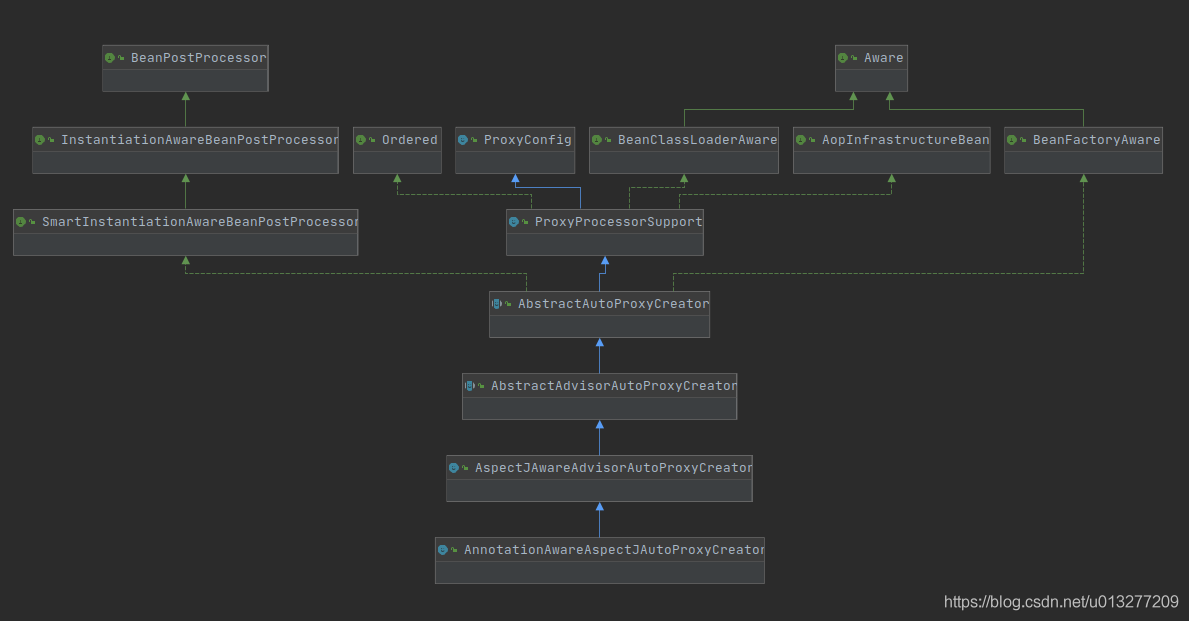 BeanPostProcessor
Aware
InstantiationAwareBeanPostProcessor
Ordered
ProxyConfig
BeanClassLoaderAware
AopInfrastructureBean
BeanFactoryAware
SmartInstantiationAwareBeanPostProcessor
ProxyProcessorSupport
AbstractAutoProxyCreator
AbstractAdvisorAutoProxyCreator
AspectJAwareAdvisorAutoProxyCreator
AnnotationAwareAspectJAutoProxyCreator
https://blog.csdn.net/u013277209